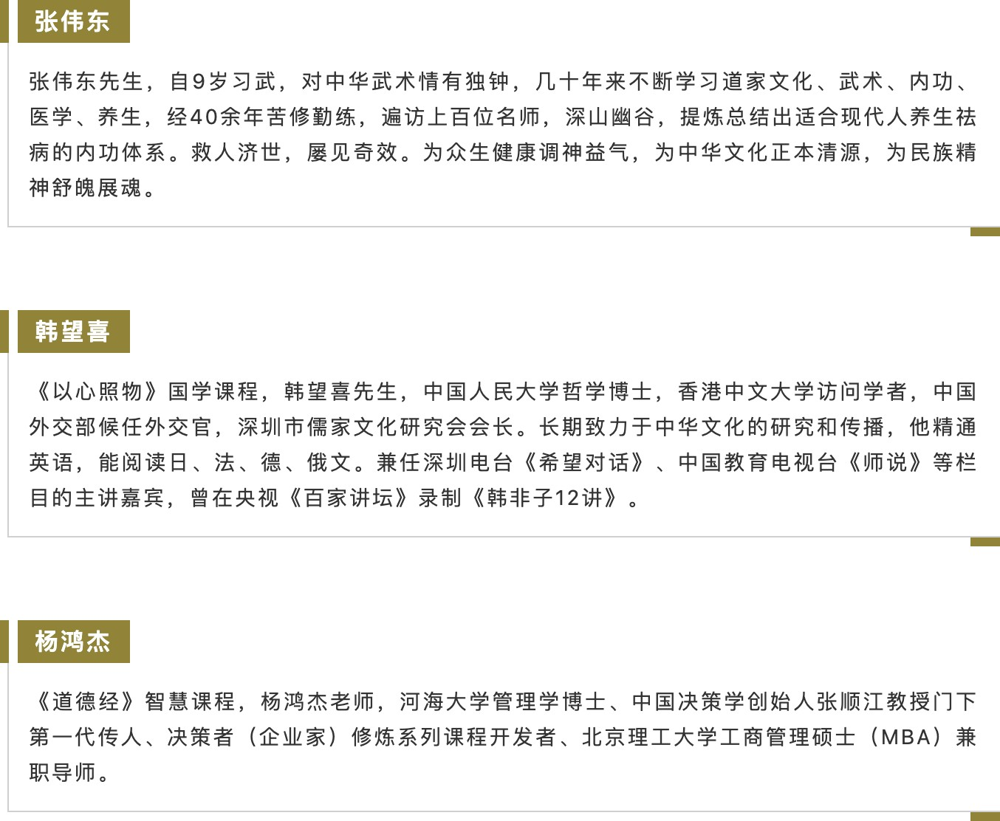 张伟东
张伟东先生，自9岁习武，对中华武术情有独钟，几十年来不断学习道家文化、武术、内功、
医学、养生，经40余年苦修勤练，遍访上百位名师，深山幽谷，提炼总结出适合现代人养生祛
病的内功体系。救人济世，屡见奇效。为众生健康调神益气，为中华文化正本清源，为民族精
神舒魄展魂。
韩望喜
《以心照物》国学课程，韩望喜先生，中国人民大学哲学博士，香港中文大学访问学者，中国
外交部候任外交官，深圳市儒家文化研究会会长。长期致力于中华文化的研究和传播，他精通
英语，能阅读日、法、德、俄文。兼任深圳电台《希望对话》、中国教育电视台《师说》等栏
目的主讲嘉宾，曾在央视《百家讲坛》录制《韩非子12讲》。
杨鸿杰
《道德经》智慧课程，杨鸿杰老师，河海大学管理学博士、中国决策学创始人张顺江教授门下
第一代传人、决策者（企业家）修炼系列课程开发者、北京理工大学工商管理硕士（MBA）兼
职导师。